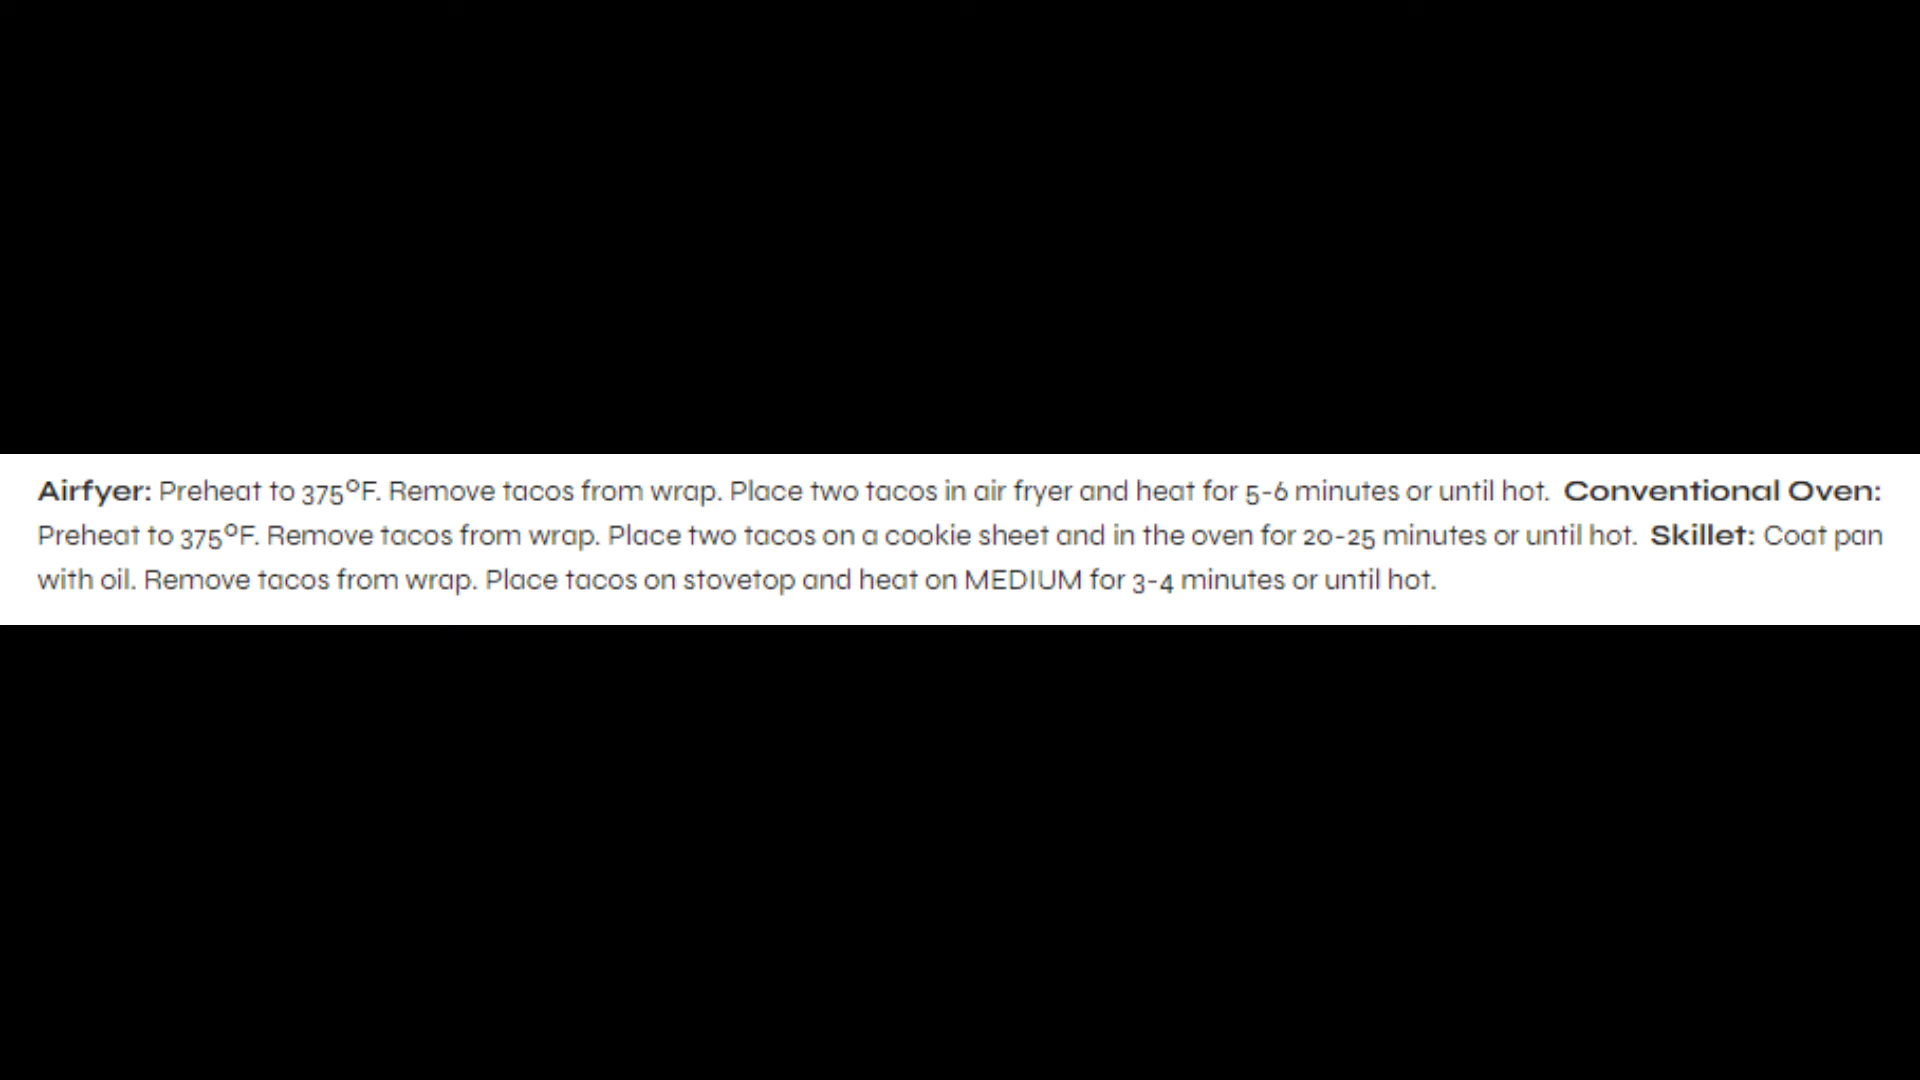 Airfyer: Preheat to 375ºF. Remove tacos from wrap. Place two tacos in air fryer and heat for 5-6 minutes or until hot. Conventional Oven:
Preheat to 375ºF. Remove tacos from wrap. Place two tacos on a cookie sheet and in the oven for 20-25 minutes or until hot. Skillet: Coat pan
with oil. Remove tacos from wrap. Place tacos on stovetop and heat on MEDIUM for 3-4 minutes or until hot.